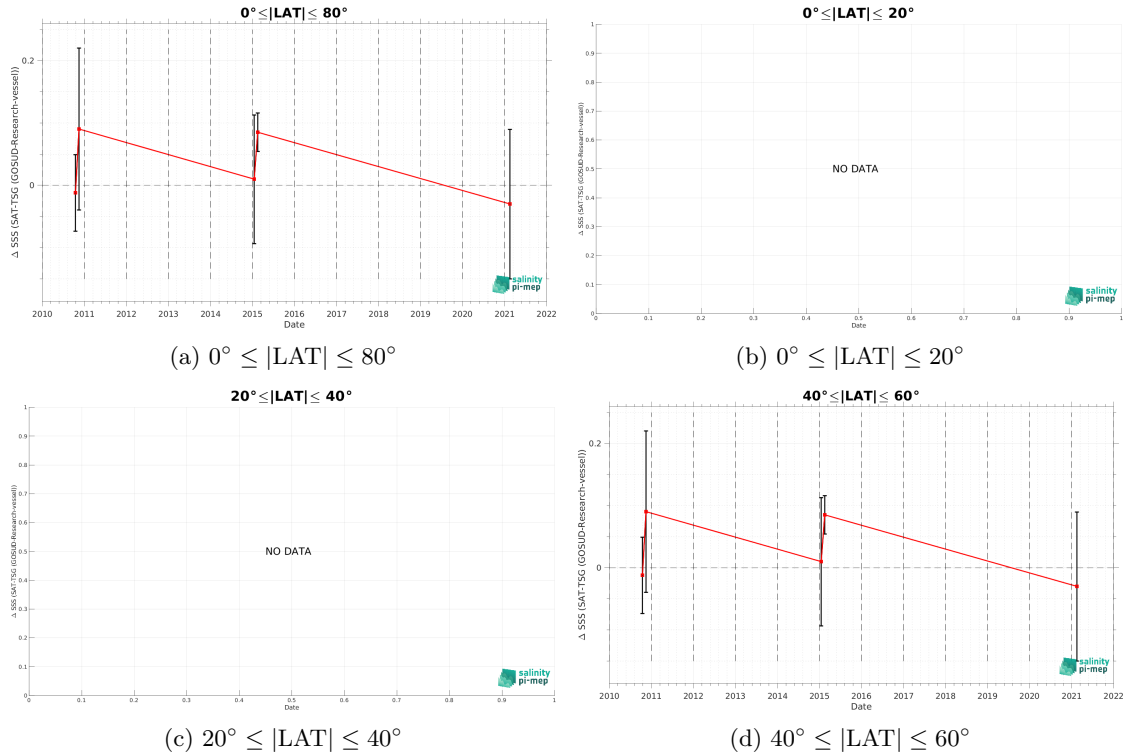 0°≤|LAT|≤ 80°
Δ SSS (SAT-TSG (GOSUD-Research-vessel))
0.2
0
salinity
pi-mep
2010 2011 2012 2013 2014 2015 2016 2017 2018 2019 2020 2021 2022
Date
(a) 0° ≤ |LAT| ≤ 80°
0°≤|LAT|≤ 20°
Δ SSS (SAT-TSG (GOSUD-Research-vessel))
1
0.9
0.8
0.7
0.6
0.5
0.4
0.3
0.2
0.1
0
NO DATA
salinity
pi-mep
0 0.1 0.2 0.3 0.4 0.5 0.6 0.7 0.8 0.9 1
Date
(b) 0° ≤ |LAT| ≤ 20°
20°≤|LAT|≤ 40°
Δ SSS (SAT-TSG (GOSUD-Research-vessel))
1
0.9
0.8
0.7
0.6
0.5
0.4
0.3
0.2
0.1
0
NO DATA
salinity
pi-mep
0 0.1 0.2 0.3 0.4 0.5 0.6 0.7 0.8 0.9 1
Date
(c) 20° ≤ |LAT| ≤ 40°
40°≤|LAT|≤ 60°
Δ SSS (SAT-TSG (GOSUD-Research-vessel))
0.2
0
salinity
pi-mep
2010 2011 2012 2013 2014 2015 2016 2017 2018 2019 2020 2021 2022
Date
(d) 40° ≤ |LAT| ≤ 60°